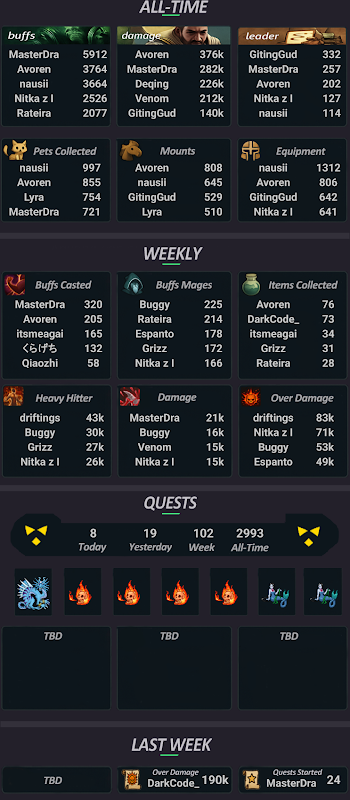 ALL-TIME
buffs
MasterDra 5912
Avoren 3764
nausii 3664
Nitka z l 2526
Rateira 2077
damage
Avoren 376k
MasterDra 282k
Deqing 226k
Venom 212k
GitingGud 140k
leader
GitingGud 332
MasterDra 257
Avoren 202
Nitka z l 127
nausii 114
Pets Collected
nausii 997
Avoren 855
Lyra 754
MasterDra 721
Mounts
Avoren 808
nausii 645
GitingGud 529
Lyra 510
Equipment
nausii 1312
Avoren 806
GitingGud 642
Nitka z l 641
WEEKLY
Buffs Casted
MasterDra 320
Avoren 205
itsmeagai 165
くらげち 132
Qiaozhi 58
Buffs Mages
Buggy 225
Rateira 214
Espanto 178
Grizz 172
Nitka z l 166
Items Collected
Avoren 76
DarkCode_ 73
itsmeagai 34
Grizz 31
Rateira 28
Heavy Hitter
driftings 43k
Buggy 30k
Grizz 27k
Nitka z l 26k
Damage
MasterDra 21k
Buggy 16k
Venom 15k
Nitka z l 15k
Over Damage
driftings 83k
Nitka z l 71k
Buggy 53k
Espanto 49k
QUESTS
8 19 102 2993
Today Yesterday Week All-Time
TBD
TBD
TBD
LAST WEEK
TBD
Over Damage
DarkCode_ 190k
Quests Started
MasterDra 24